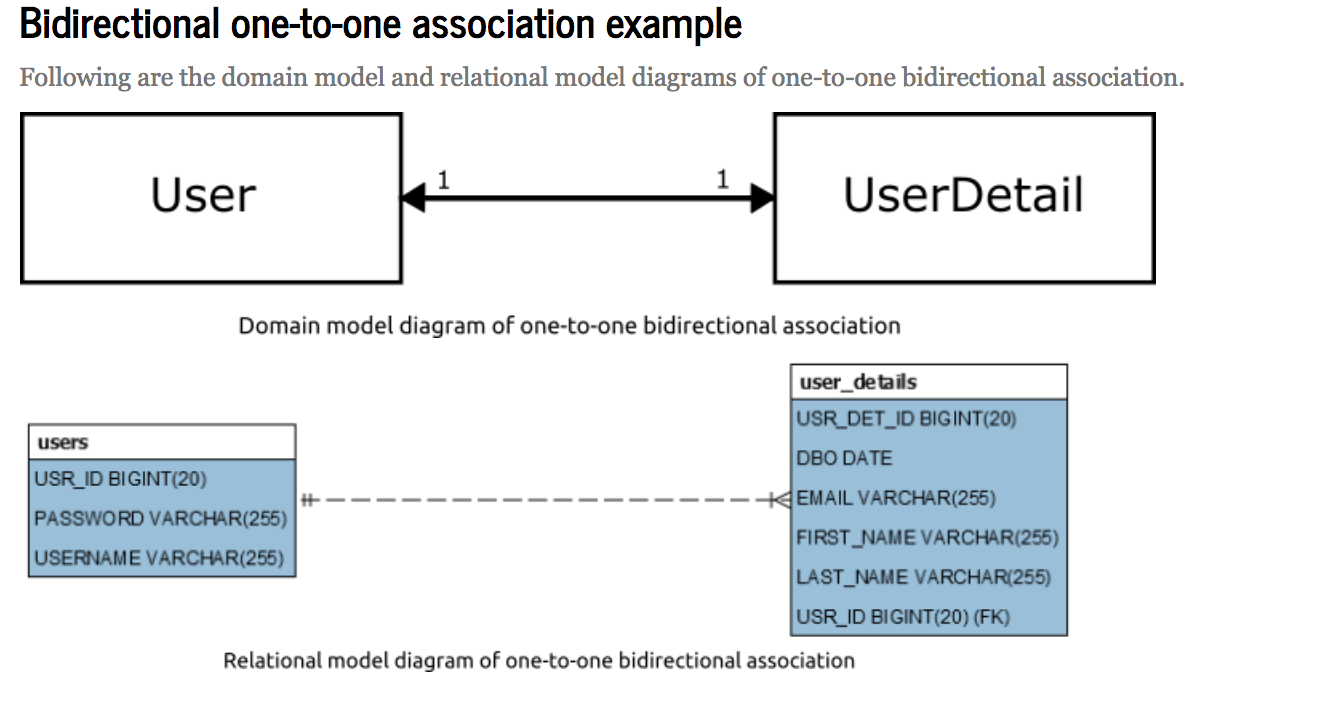 Bidirectional one-to-one association example
Following are the domain model and relational model diagrams of one-to-one bidirectional association.
User
1
1
UserDetail
Domain model diagram of one-to-one bidirectional association
users
USR_ID BIGINT(20)
PASSWORD VARCHAR(255)
USERNAME VARCHAR(255)
user_details
USR_DET_ID BIGINT(20)
DBO DATE
EMAIL VARCHAR(255)
FIRST_NAME VARCHAR(255)
LAST_NAME VARCHAR(255)
USR_ID BIGINT(20) (FK)
Relational model diagram of one-to-one bidirectional association